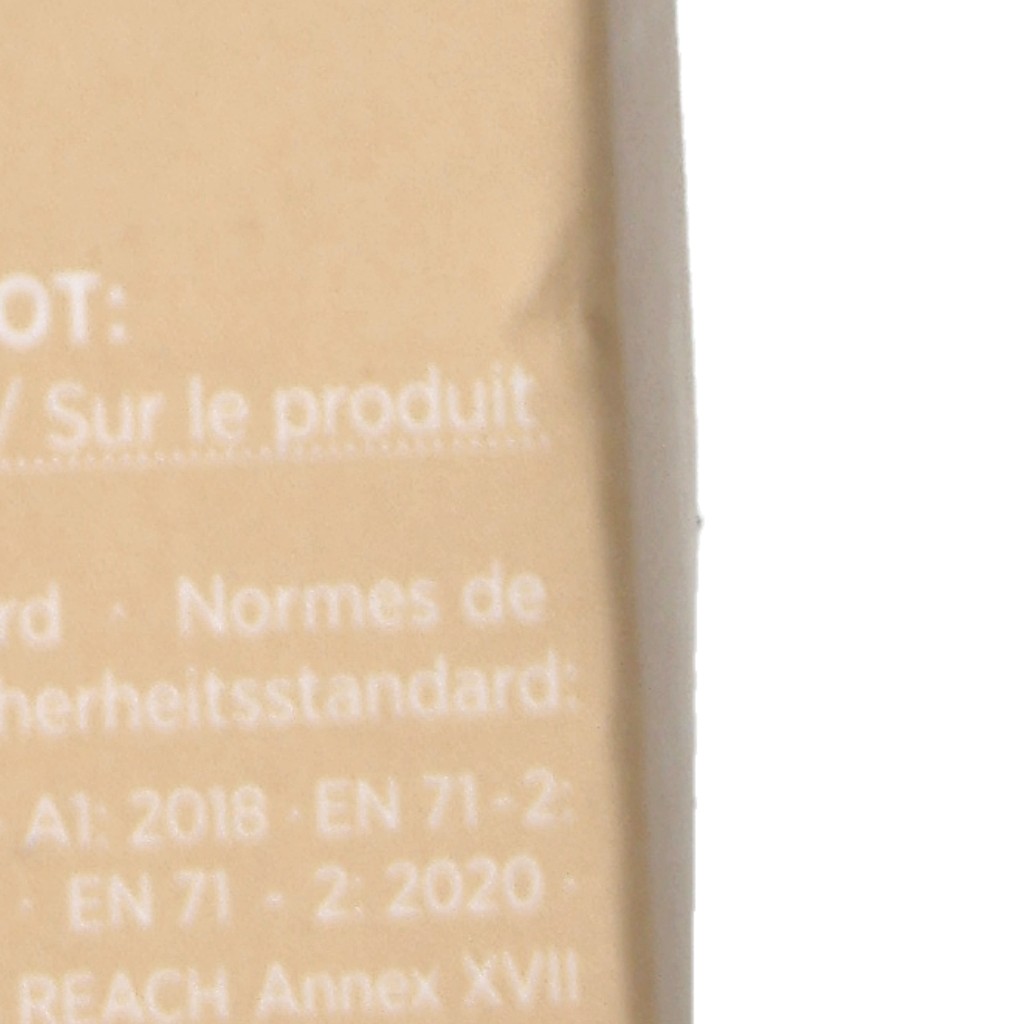 OT:
/ Sur le produit
rd · Normes de
herheitsstandard:
· A1: 2018 · EN 71 - 2:
· EN 71 - 2: 2020 ·
REACH Annex XVII